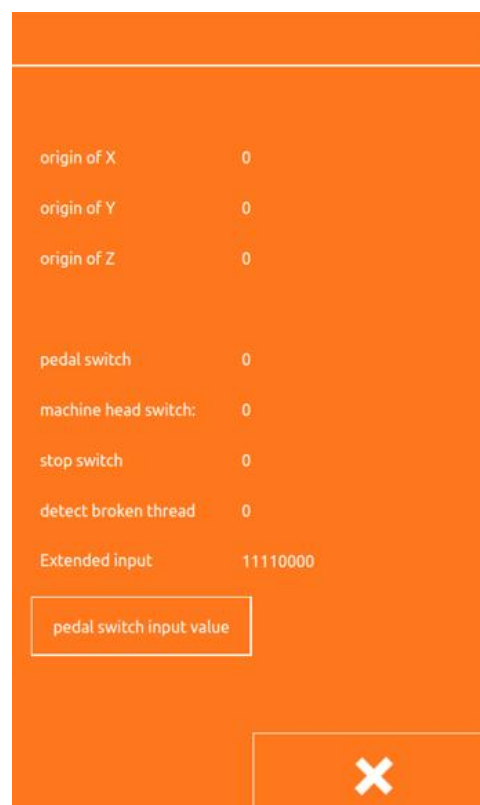 origin of X 0
origin of Y 0
origin of Z 0
pedal switch 0
machine head switch: 0
stop switch 0
detect broken thread 0
Extended input 11110000
pedal switch input value